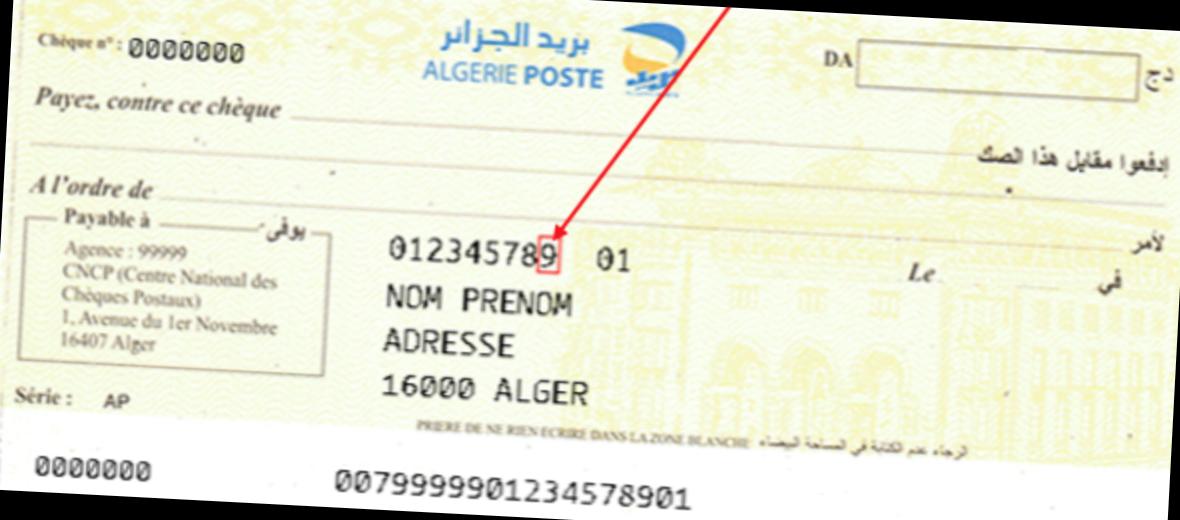 Chèque n° : 0000000
بريد الجزائر
ALGERIE POSTE
DA دج
Payez, contre ce chèque
إدفعوا مقابل هذا الصك
A l'ordre de
لأمر
Payable à يوفى
Agence : 99999
CNCP (Centre National des
Chèques Postaux)
1, Avenue du 1er Novembre
16407 Alger
012345789 01
NOM PRENOM
ADRESSE
16000 ALGER
Le في
Série : AP
PRIERE DE NE RIEN ECRIRE DANS LA ZONE BLANCHE الرجاء عدم الكتابة في المساحة البيضاء
0000000 00799999901234578901